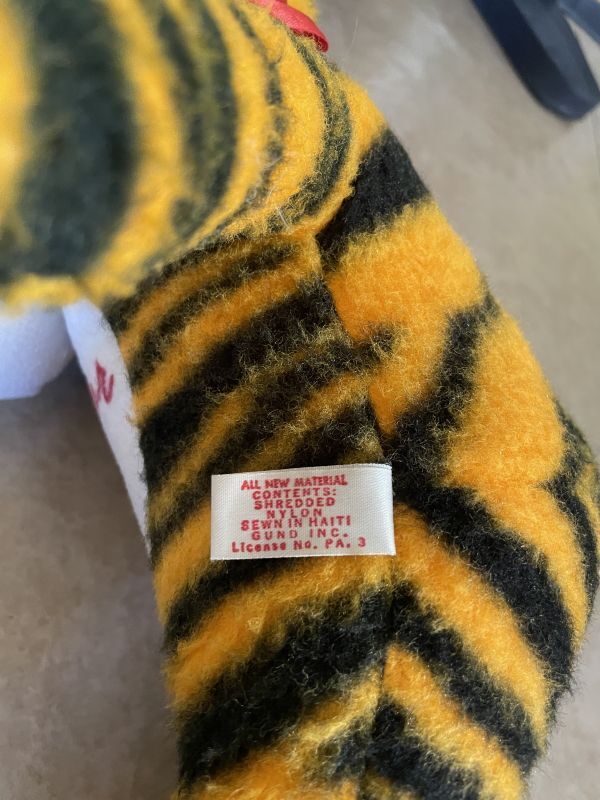 ALL NEW MATERIAL
CONTENTS:
SHREDDED
NYLON
SEWN IN HAITI
GUND INC.
License No. PA. 3